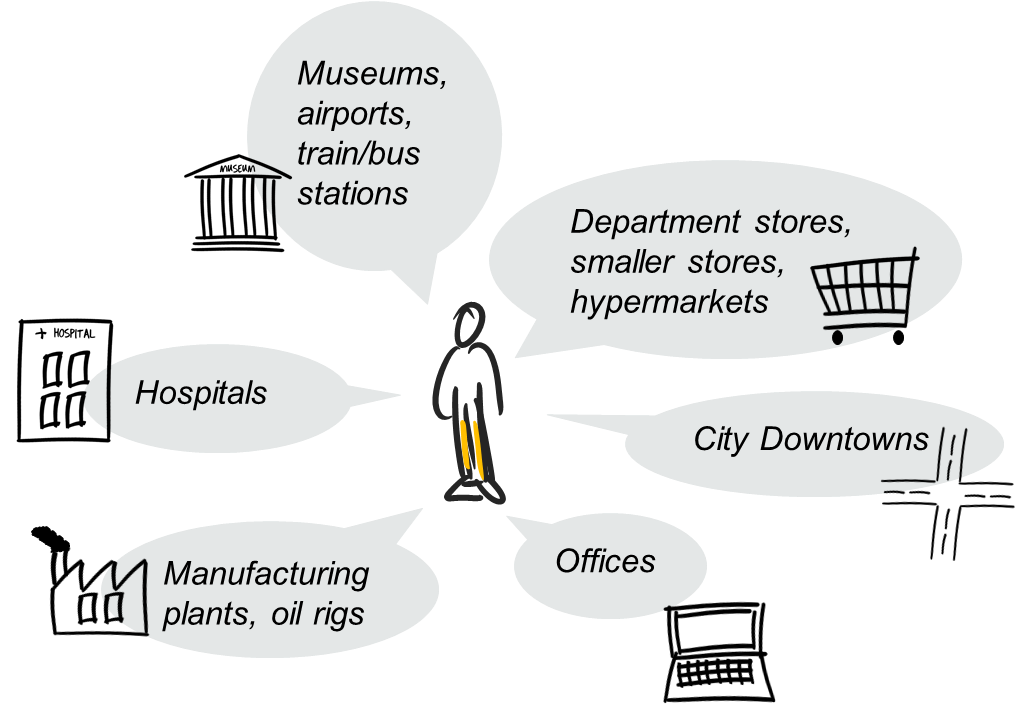 Museums,
airports,
train/bus
stations
MUSEUM
Department stores,
smaller stores,
hypermarkets
+ HOSPITAL
Hospitals
City Downtowns
Manufacturing
plants, oil rigs
Offices